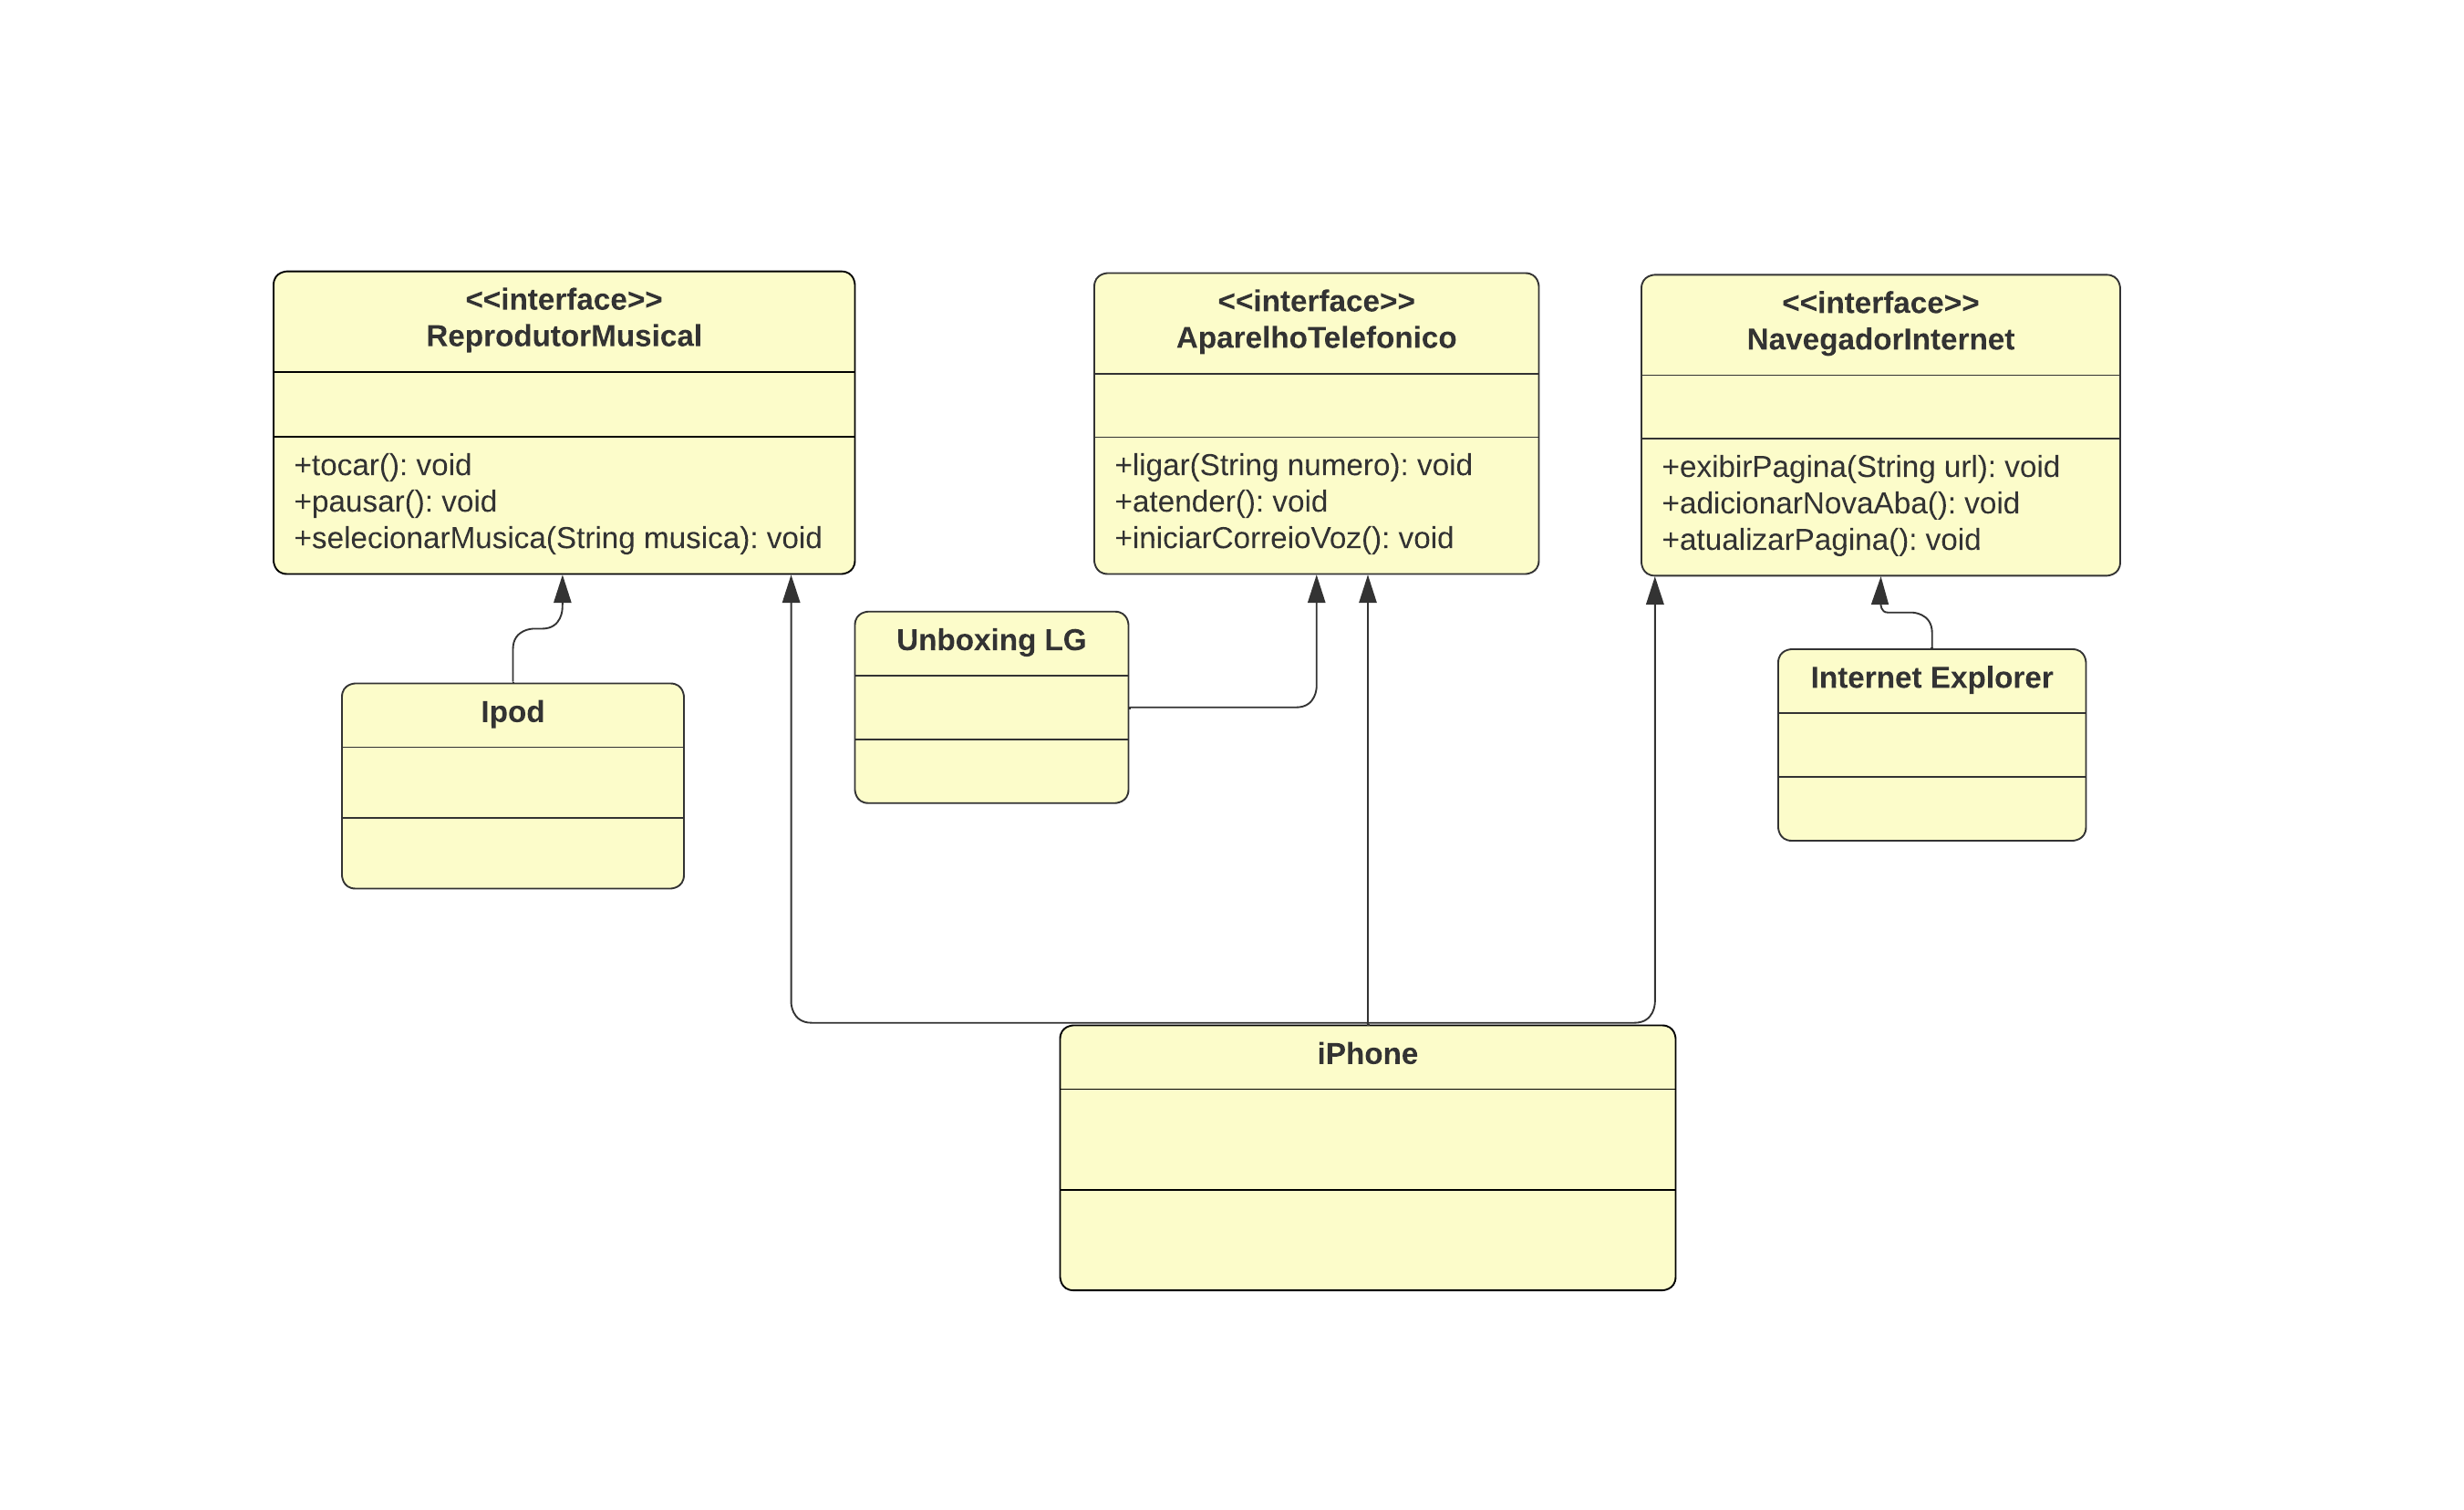 <<interface>>
ReprodutorMusical
+tocar(): void
+pausar(): void
+selecionarMusica(String musica): void
<<interface>>
AparelhoTelefonico
+ligar(String numero): void
+atender(): void
+iniciarCorreioVoz(): void
<<interface>>
NavegadorInternet
+exibirPagina(String url): void
+adicionarNovaAba(): void
+atualizarPagina(): void
Ipod
Unboxing LG
Internet Explorer
iPhone